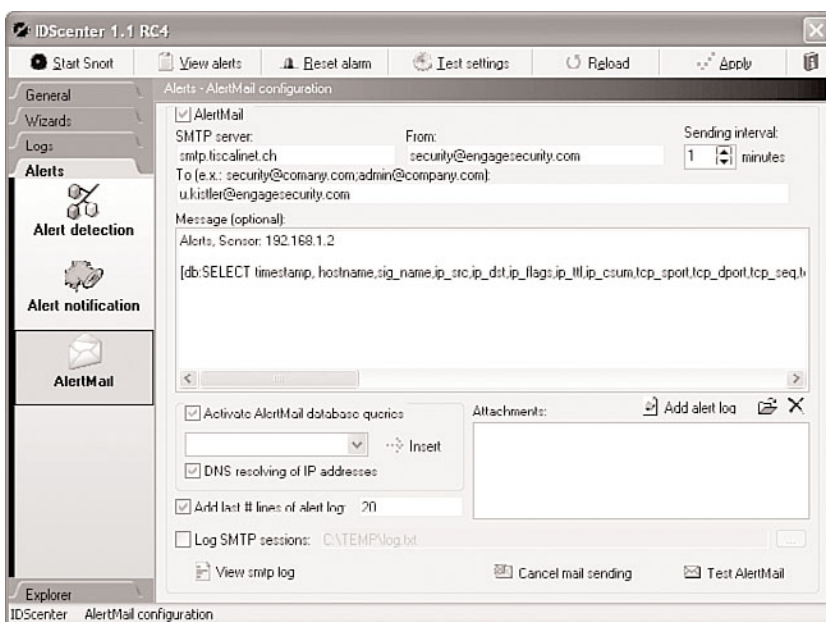 IDScenter 1.1 RC4
Start Snort View alerts Reset alarm Test settings Reload Apply
General
Wizards
Logs
Alerts
Alert detection
Alert notification
AlertMail
Explorer
Alerts - AlertMail configuration
AlertMail
SMTP server: From: Sending interval:
smtp.tiscalinet.ch security@engagesecurity.com 1 minutes
To (e.x.: security@comany.com;admin@company.com):
u.kistler@engagesecurity.com
Message (optional):
Alerts, Sensor: 192.168.1.2
[db:SELECT timestamp, hostname,sig_name,ip_src,ip_dst,ip_flags,ip_ttl,ip_csum,tcp_sport,tcp_dport,tcp_seq,t
Activate AlertMail database queries
Insert
DNS resolving of IP addresses
Attachments: Add alert log
Add last # lines of alert log: 20
Log SMTP sessions: C:\TEMP\log.txt ...
View smtp log Cancel mail sending Test AlertMail
IDScenter AlertMail configuration